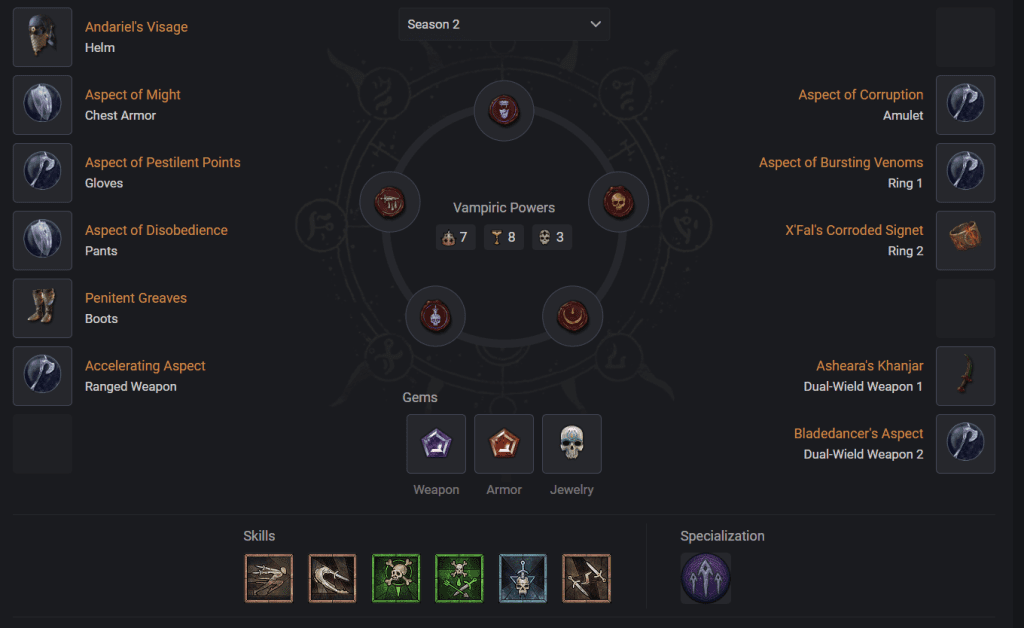 Season 2
Andariel's Visage
Helm
Aspect of Might
Chest Armor
Aspect of Pestilent Points
Gloves
Aspect of Disobedience
Pants
Penitent Greaves
Boots
Accelerating Aspect
Ranged Weapon
Vampiric Powers
7 8 3
Aspect of Corruption
Amulet
Aspect of Bursting Venoms
Ring 1
X'Fal's Corroded Signet
Ring 2
Asheara's Khanjar
Dual-Wield Weapon 1
Bladedancer's Aspect
Dual-Wield Weapon 2
Gems
Weapon Armor Jewelry
Skills
Specialization